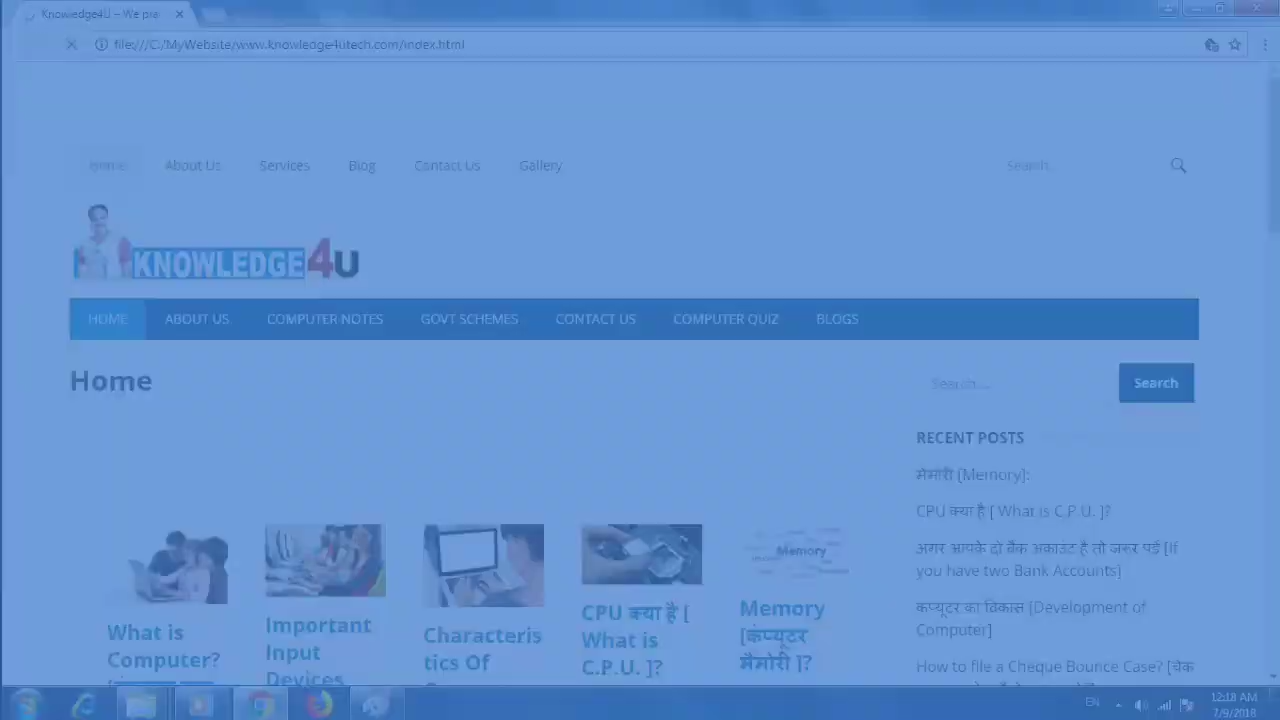 Knowledge4U – We pra
file:///C:/MyWebsite/www.knowledge4utech.com/index.html
Home About Us Services Blog Contact Us Gallery Search
KNOWLEDGE4U
HOME ABOUT US COMPUTER NOTES GOVT SCHEMES CONTACT US COMPUTER QUIZ BLOGS
Home
Search... Search
RECENT POSTS
मेमोरी [Memory]:
CPU क्या है [ What is C.P.U. ]?
अगर आपके दो बैंक अकाउंट है तो जरूर पढ़ें [If
you have two Bank Accounts]
कंप्यूटर का विकास [Development of
Computer]
How to file a Cheque Bounce Case? [चेक
What is
Computer?
Important
Input
Devices
Characteris
tics Of
CPU क्या है [
What is
C.P.U. ]?
Memory
Memory
[कंप्यूटर
मैमोरी ]?
EN
12:18 AM
7/9/2018